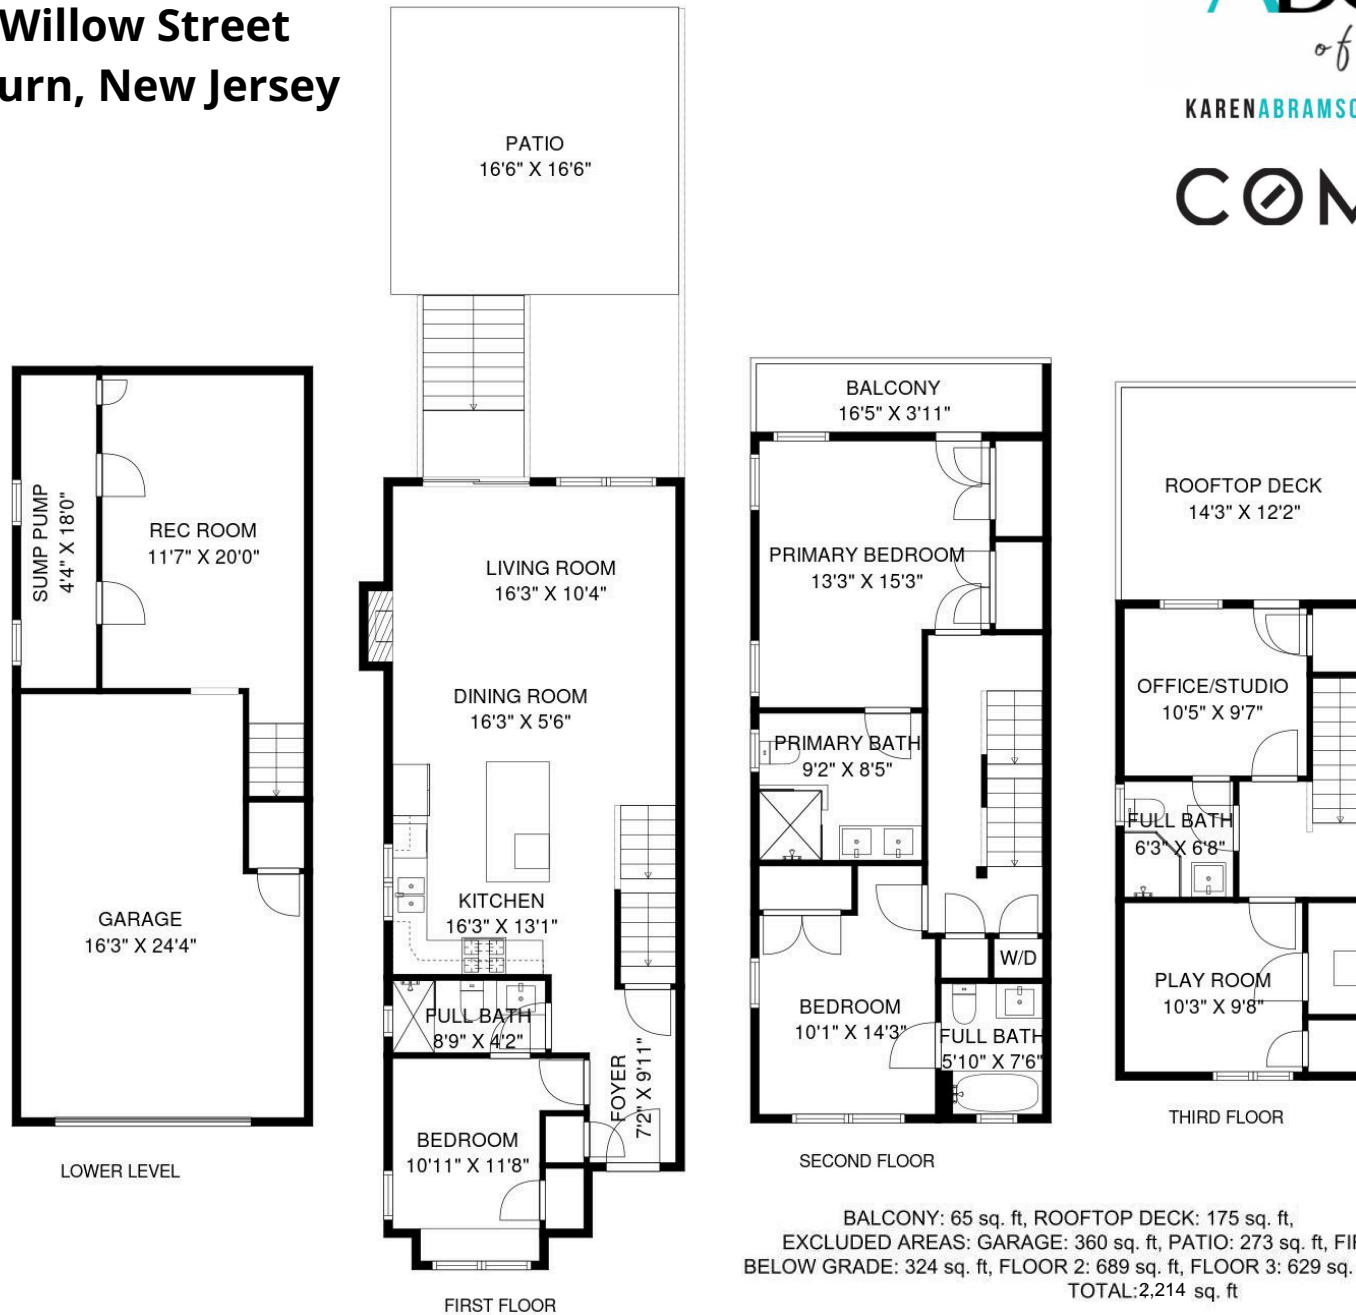 Willow Street
urn, New Jersey
of
KARENABRAMSO
COM
PATIO
16'6" X 16'6"
SUMP PUMP
4'4" X 18'0"
REC ROOM
11'7" X 20'0"
GARAGE
16'3" X 24'4"
LOWER LEVEL
LIVING ROOM
16'3" X 10'4"
DINING ROOM
16'3" X 5'6"
KITCHEN
16'3" X 13'1"
FULL BATH
8'9" X 4'2"
FOYER
7'2" X 9'11"
BEDROOM
10'11" X 11'8"
FIRST FLOOR
BALCONY
16'5" X 3'11"
PRIMARY BEDROOM
13'3" X 15'3"
PRIMARY BATH
9'2" X 8'5"
W/D
BEDROOM
10'1" X 14'3"
FULL BATH
5'10" X 7'6"
SECOND FLOOR
ROOFTOP DECK
14'3" X 12'2"
OFFICE/STUDIO
10'5" X 9'7"
FULL BATH
6'3" X 6'8"
PLAY ROOM
10'3" X 9'8"
THIRD FLOOR
BALCONY: 65 sq. ft, ROOFTOP DECK: 175 sq. ft,
EXCLUDED AREAS: GARAGE: 360 sq. ft, PATIO: 273 sq. ft, FI
BELOW GRADE: 324 sq. ft, FLOOR 2: 689 sq. ft, FLOOR 3: 629 sq.
TOTAL:2,214 sq. ft